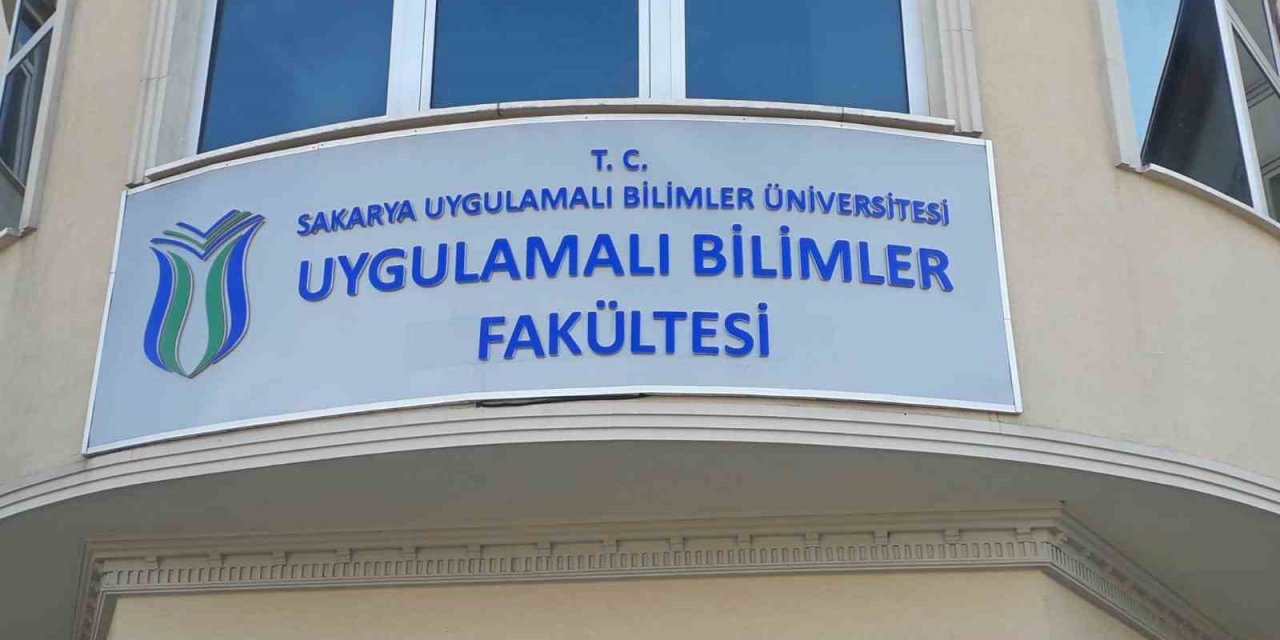 T. C.
SAKARYA UYGULAMALI BİLİMLER ÜNİVERSİTESİ
UYGULAMALI BİLİMLER
FAKÜLTESİ